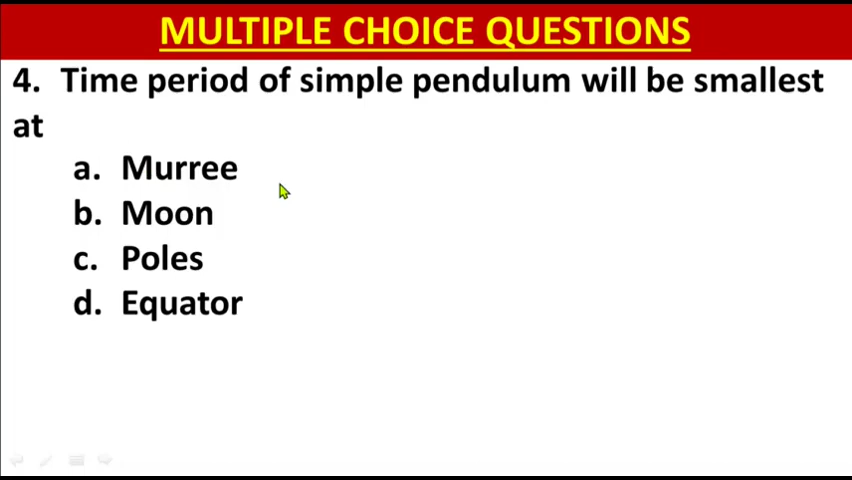 MULTIPLE CHOICE QUESTIONS
4. Time period of simple pendulum will be smallest
at
a. Murree
b. Moon
c. Poles
d. Equator